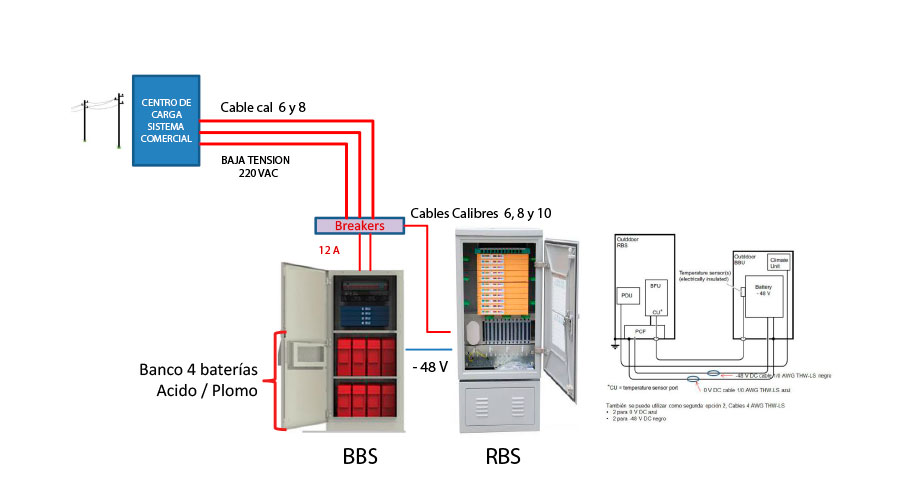 CENTRO DE
CARGA
SISTEMA
COMERCIAL
Cable cal 6 y 8
BAJA TENSION
220 VAC
Cables Calibres 6, 8 y 10
Breakers
12 A
Banco 4 baterías
Acido / Plomo
- 48 V
BBS
RBS
Outddoor
RBS
PDU
BFU
CU*
PCF
Temperature sensor(s)
(electrically insulated)
Outdoor
BBU
Climate
Unit
Battery
- 48 V
-48 V DC cable 1/0 AWG THW-LS negro
0 V DC cable 1/0 AWG THW-LS azul
*CU = temperature sensor port
También se puede utilizar como segunda opción 2, Cables 4 AWG THW-LS
• 2 para 0 V DC azul
• 2 para -48 V DC negro